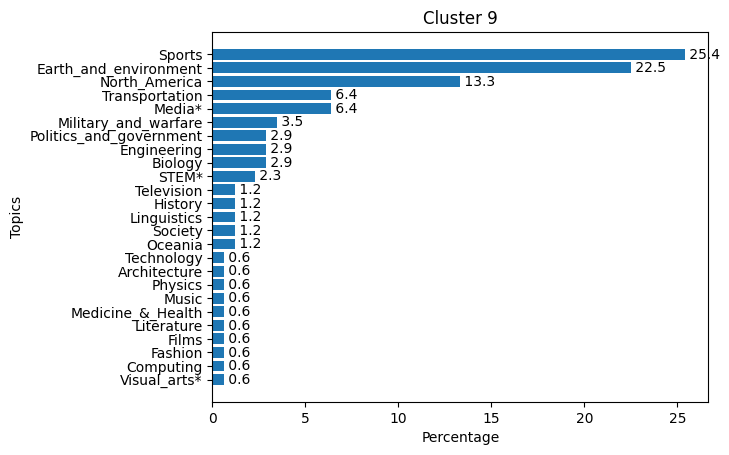 Cluster 9
Topics
Sports 25.4
Earth_and_environment 22.5
North_America 13.3
Transportation 6.4
Media* 6.4
Military_and_warfare 3.5
Politics_and_government 2.9
Engineering 2.9
Biology 2.9
STEM* 2.3
Television 1.2
History 1.2
Linguistics 1.2
Society 1.2
Oceania 1.2
Technology 0.6
Architecture 0.6
Physics 0.6
Music 0.6
Medicine_&_Health 0.6
Literature 0.6
Films 0.6
Fashion 0.6
Computing 0.6
Visual_arts* 0.6
0 5 10 15 20 25
Percentage